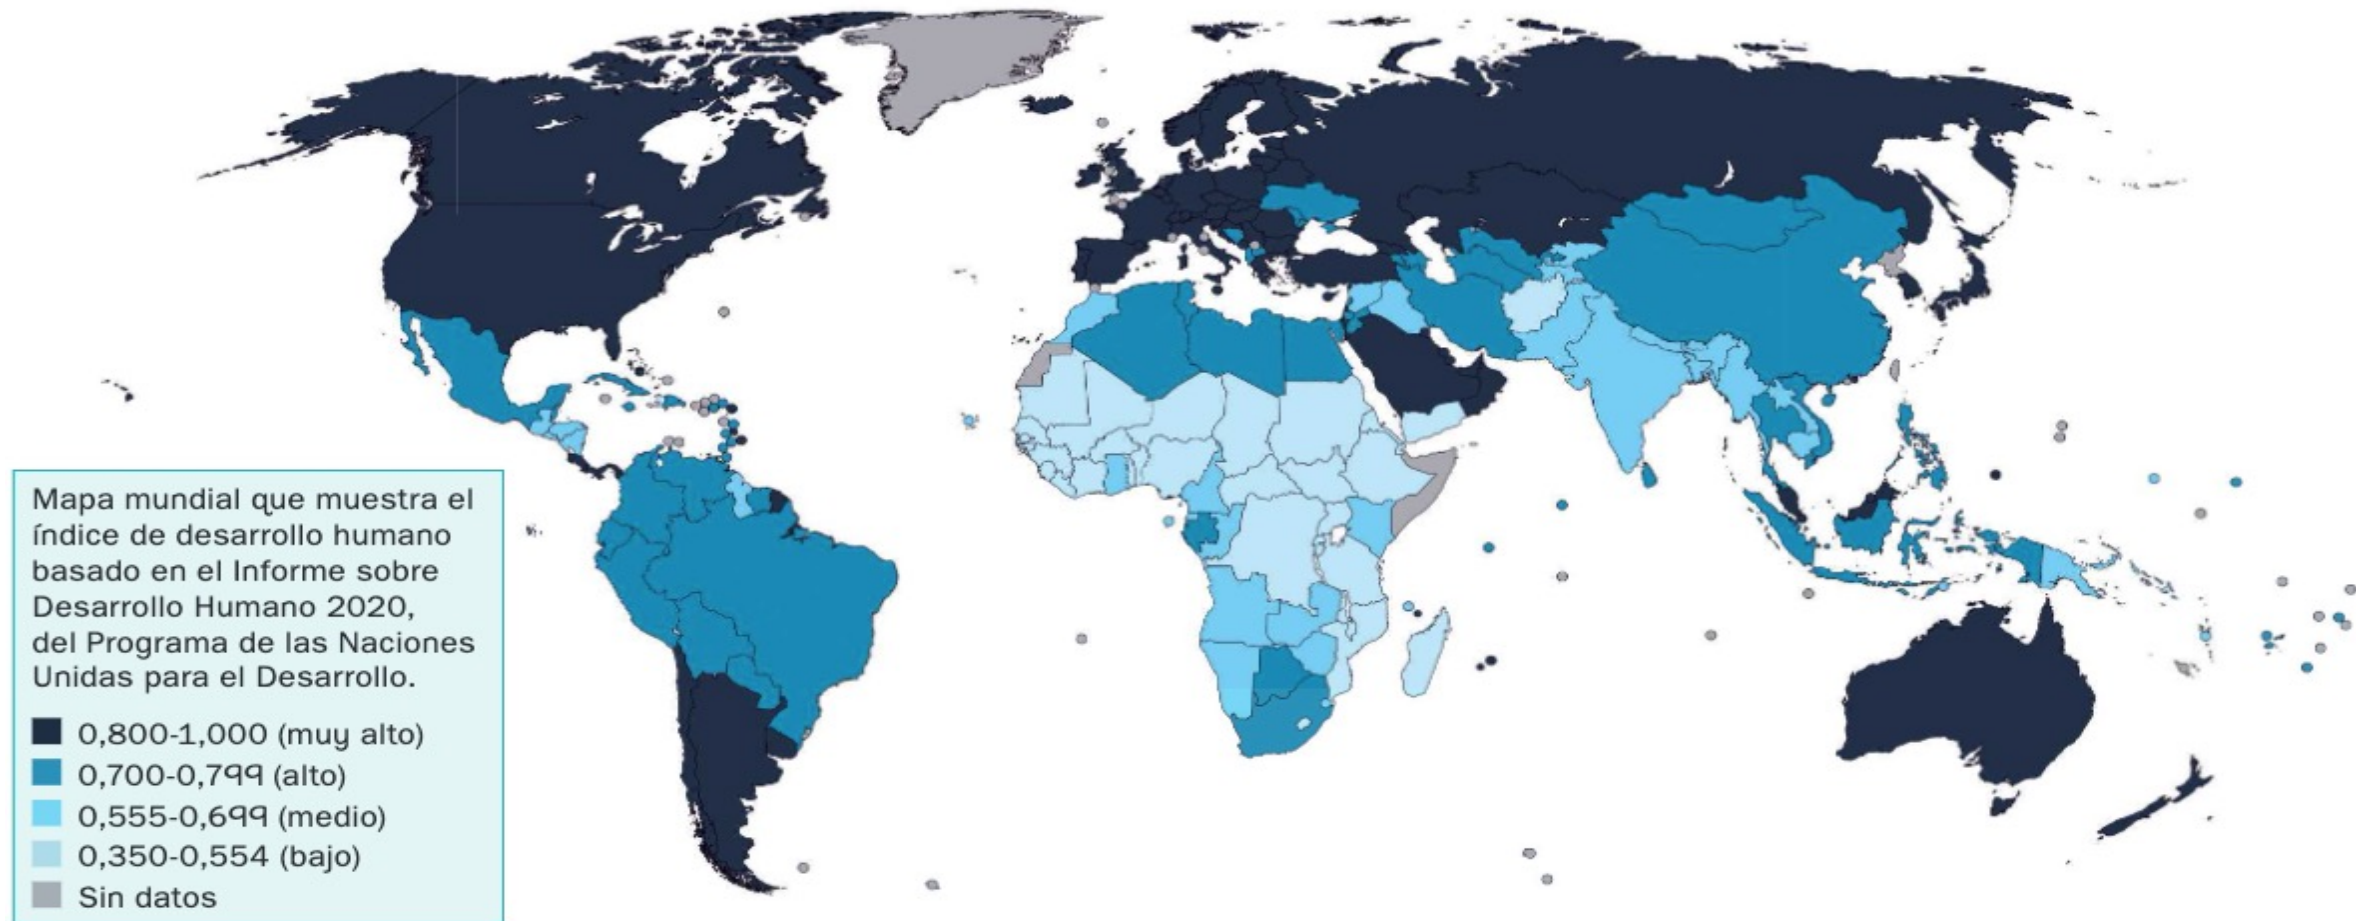 Mapa mundial que muestra el
índice de desarrollo humano
basado en el Informe sobre
Desarrollo Humano 2020,
del Programa de las Naciones
Unidas para el Desarrollo.
0,800-1,000 (muy alto)
0,700-0,799 (alto)
0,555-0,699 (medio)
0,350-0,554 (bajo)
Sin datos